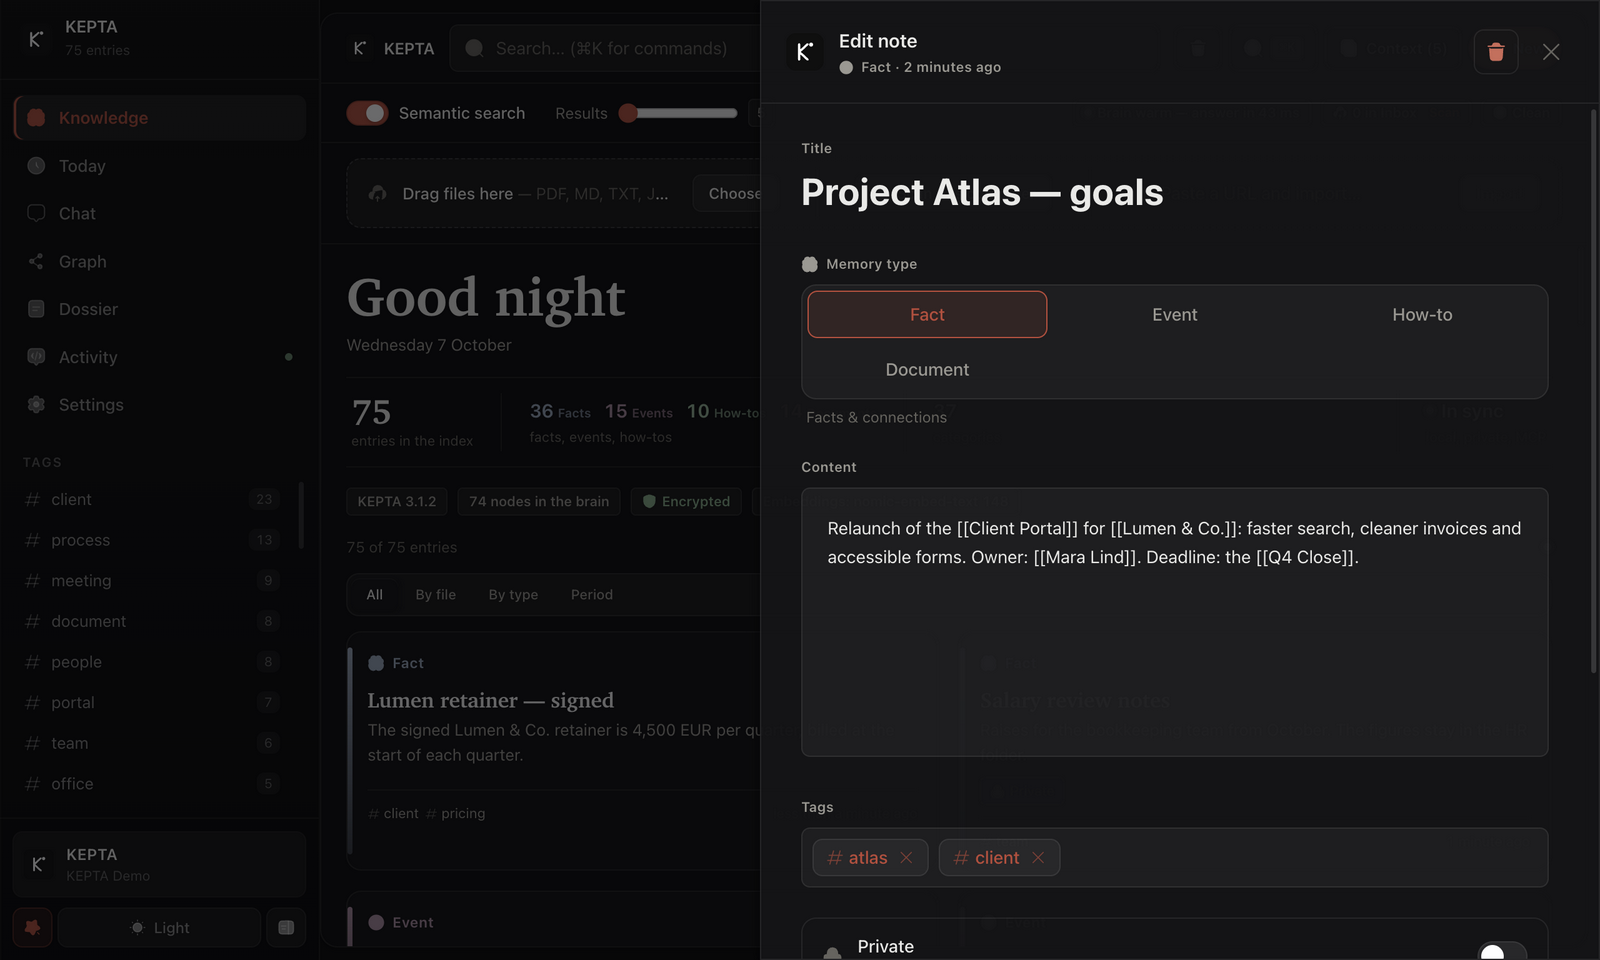 KEPTA
75 entries
Knowledge
Today
Chat
Graph
Dossier
Activity
Settings
TAGS
# client 23
# process 13
# meeting 9
# document 8
# people 8
# portal 7
# team 6
# office 5
KEPTA
KEPTA Demo
Light
KEPTA
Search... (⌘K for commands)
Semantic search
Results
Drag files here — PDF, MD, TXT, J...
Choose
Good night
Wednesday 7 October
75
entries in the index
36 Facts 15 Events 10 How-to
facts, events, how-tos
KEPTA 3.1.2
74 nodes in the brain
Encrypted
75 of 75 entries
All
By file
By type
Period
Fact
Lumen retainer — signed
The signed Lumen & Co. retainer is 4,500 EUR per qu
start of each quarter.
# client # pricing
Event
Edit note
Fact · 2 minutes ago
Title
Project Atlas — goals
Memory type
Fact
Event
How-to
Document
Facts & connections
In sync
Content
Relaunch of the [[Client Portal]] for [[Lumen & Co.]]: faster search, cleaner invoices and
accessible forms. Owner: [[Mara Lind]]. Deadline: the [[Q4 Close]].
Salary review notes
Tags
# atlas
# client
Private